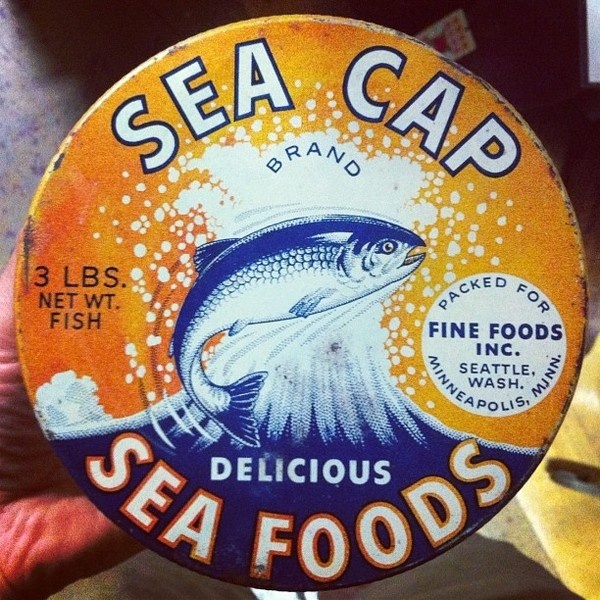 SEA CAP
BRAND
3 LBS.
NET WT.
FISH
PACKED FOR
FINE FOODS
INC.
SEATTLE,
WASH.
MINNEAPOLIS, MINN.
DELICIOUS
SEA FOODS